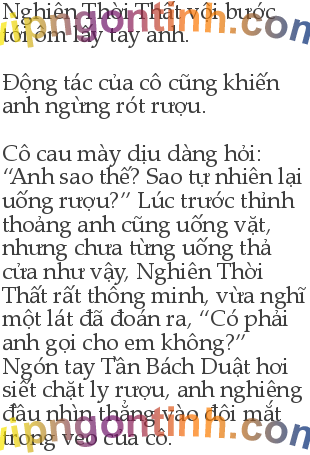 Nghiên Thời Thất vội bước
tới ôm lấy tay anh.
Động tác của cô cũng khiến
anh ngừng rót rượu.
Cô cau mày dịu dàng hỏi:
“Anh sao thế? Sao tự nhiên lại
uống rượu?” Lúc trước thỉnh
thoảng anh cũng uống vặt,
nhưng chưa từng uống thả
cửa như vậy, Nghiên Thời
Thất rất thông minh, vừa nghĩ
một lát đã đoán ra, “Có phải
anh gọi cho em không?”
Ngón tay Tần Bách Duật hơi
siết chặt ly rượu, anh nghiêng
đầu nhìn thẳng vào đôi mắt
trong veo của cô.
vipngontinh.com
vipngontinh.com